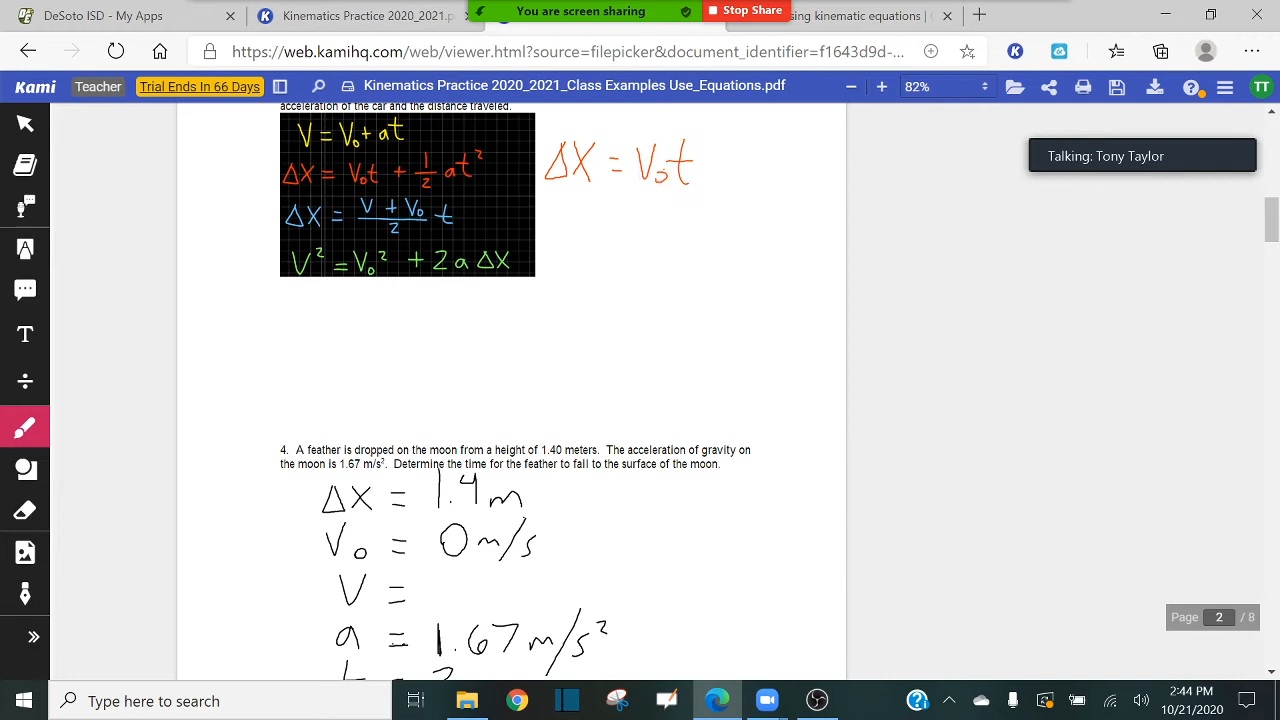 DeSoto ISD - My Apps
Kinematics Practice 2020_2021.p
You are screen sharing
Stop Share
sing kinematic equations |
https://web.kamihq.com/web/viewer.html?source=filepicker&document_identifier=f1643d9d-...
Kami Teacher Trial Ends In 66 Days Kinematics Practice 2020_2021_Class Examples Use_Equations.pdf 82% TT
acceleration of the car and the distance traveled.
V = V₀ + at
ΔX = V₀t + 1/2 at²
ΔX = (V + V₀)/2 t
V² = V₀² + 2a ΔX
ΔX = V₀t
Talking: Tony Taylor
4. A feather is dropped on the moon from a height of 1.40 meters. The acceleration of gravity on
the moon is 1.67 m/s². Determine the time for the feather to fall to the surface of the moon.
ΔX = 1.4 m
V₀ = 0 m/s
V =
a = 1.67 m/s²
Page 2 / 8
Type here to search
2:44 PM
10/21/2020